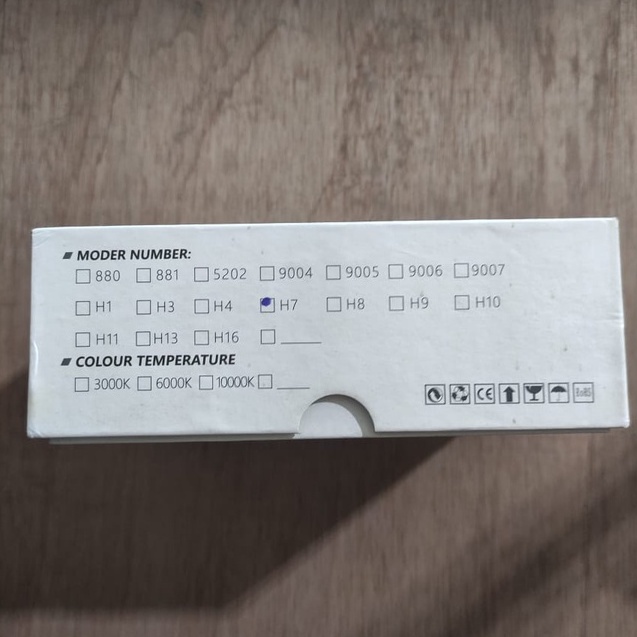 MODER NUMBER:
880 881 5202 9004 9005 9006 9007
H1 H3 H4 H7 H8 H9 H10
H11 H13 H16
COLOUR TEMPERATURE
3000K 6000K 10000K
CE RoHS